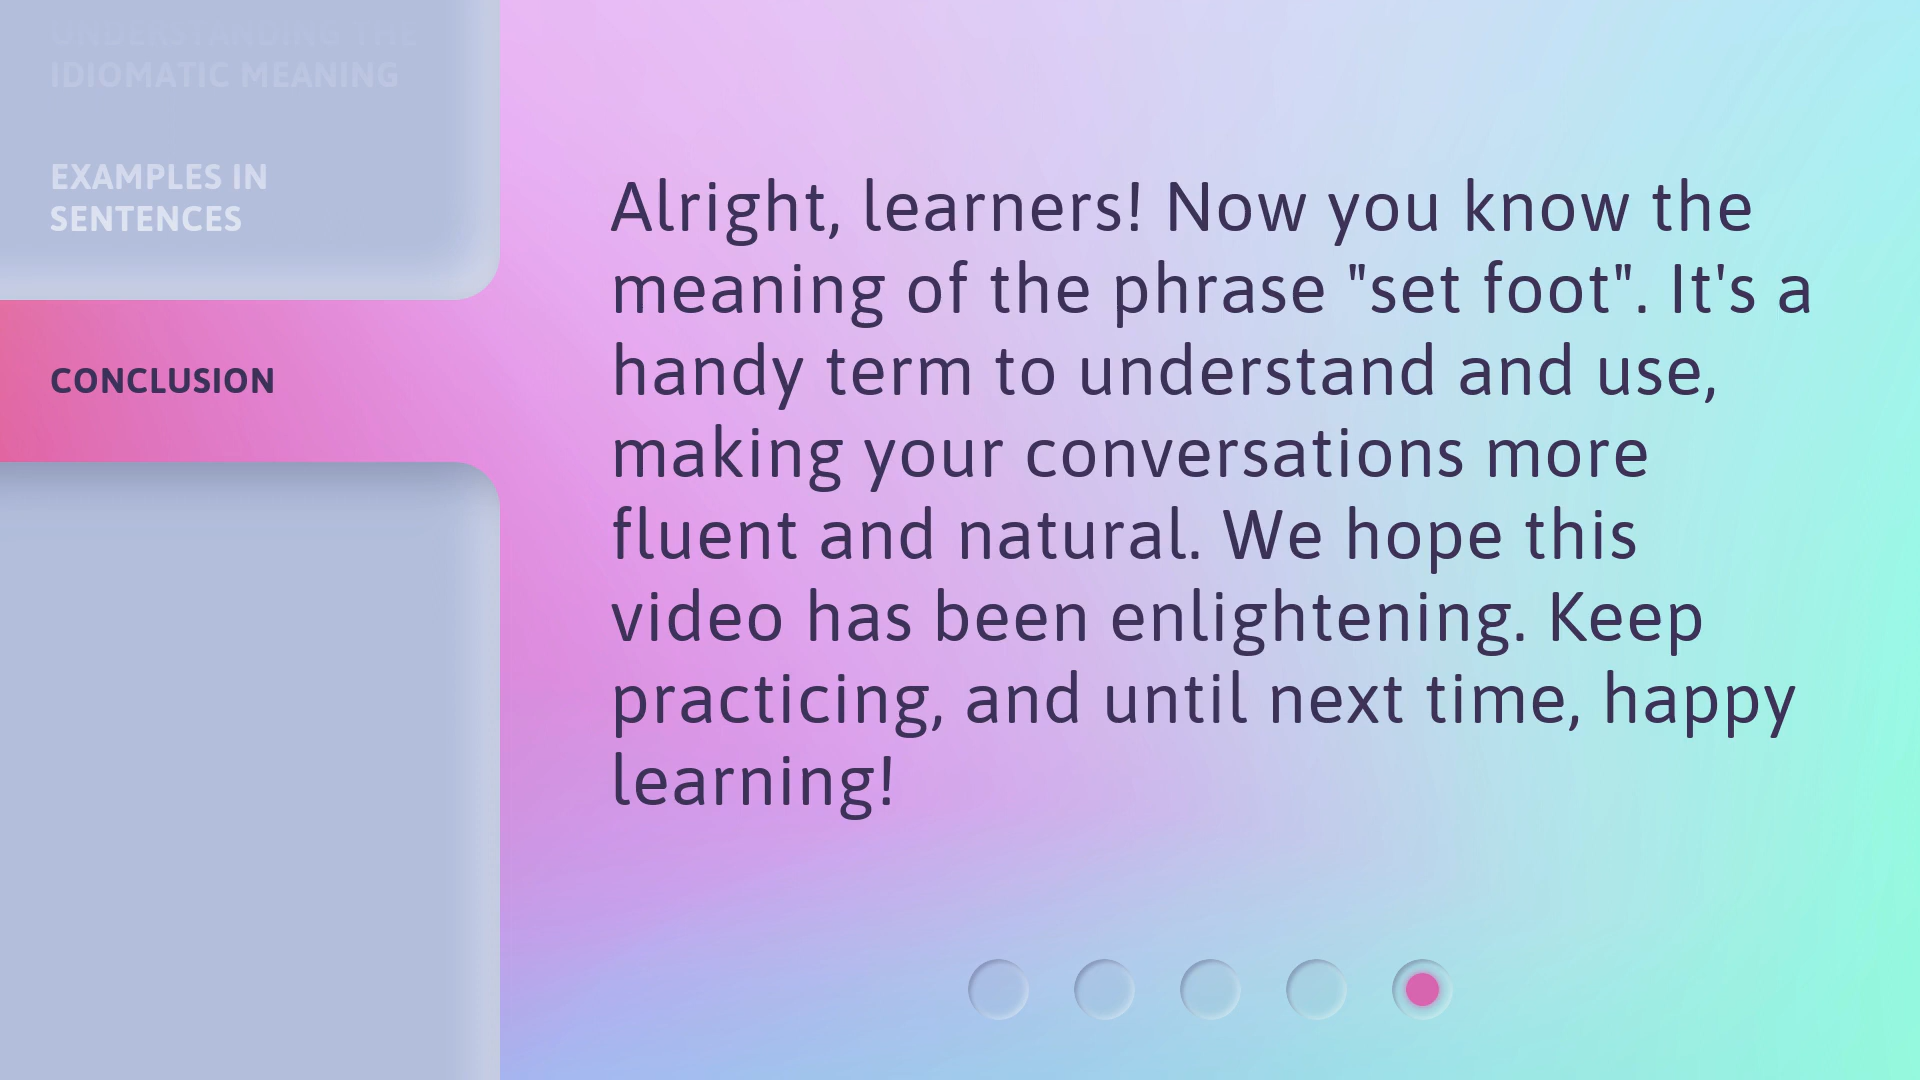 UNDERSTANDING THE
IDIOMATIC MEANING
EXAMPLES IN
SENTENCES
CONCLUSION
Alright, learners! Now you know the
meaning of the phrase "set foot". It's a
handy term to understand and use,
making your conversations more
fluent and natural. We hope this
video has been enlightening. Keep
practicing, and until next time, happy
learning!